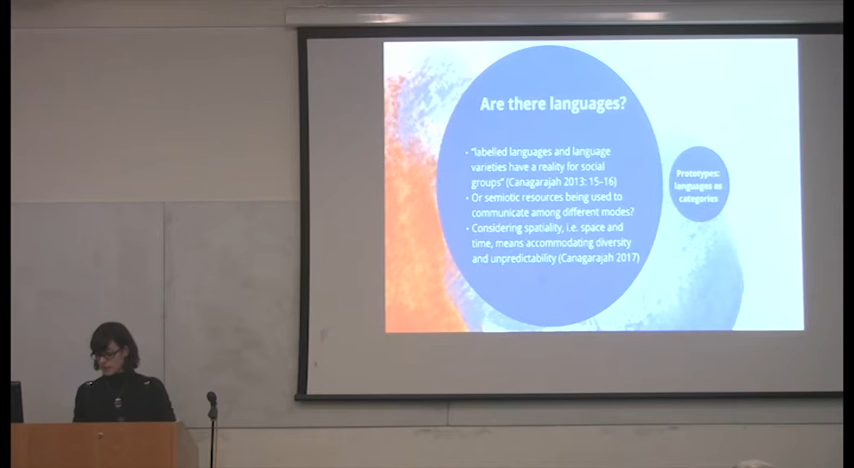 Are there languages?
• "labelled languages and language
varieties have a reality for social
groups" (Canagarajah 2013: 15-16)
• Or semiotic resources being used to
communicate among different modes?
• Considering spatiality, i.e. space and
time, means accommodating diversity
and unpredictability (Canagarajah 2017)
Prototypes:
languages as
categories